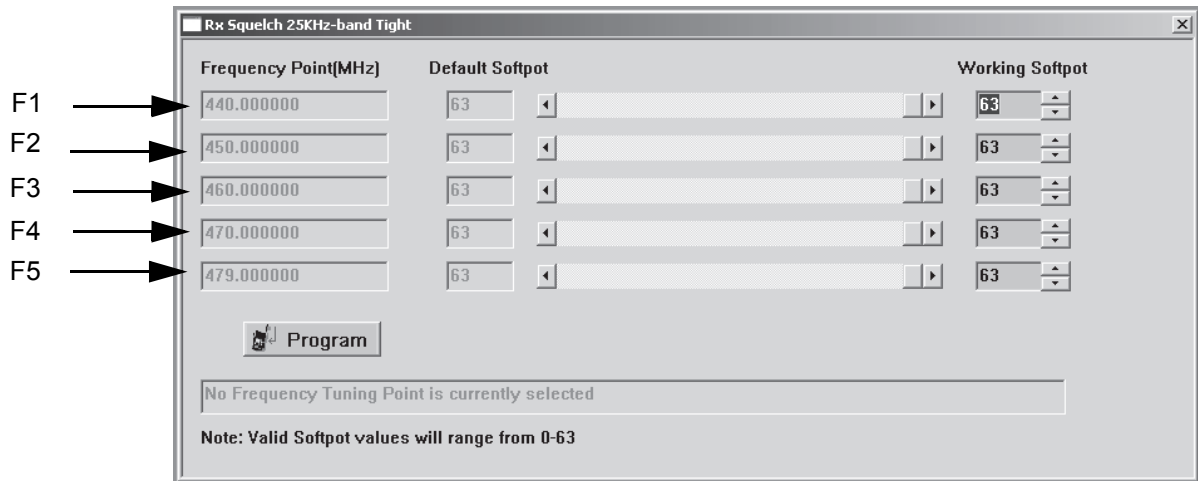 Rx Squelch 25KHz-band Tight
Frequency Point(MHz) Default Softpot Working Softpot
F1 440.000000 63 63
F2 450.000000 63 63
F3 460.000000 63 63
F4 470.000000 63 63
F5 479.000000 63 63
Program
No Frequency Tuning Point is currently selected
Note: Valid Softpot values will range from 0-63